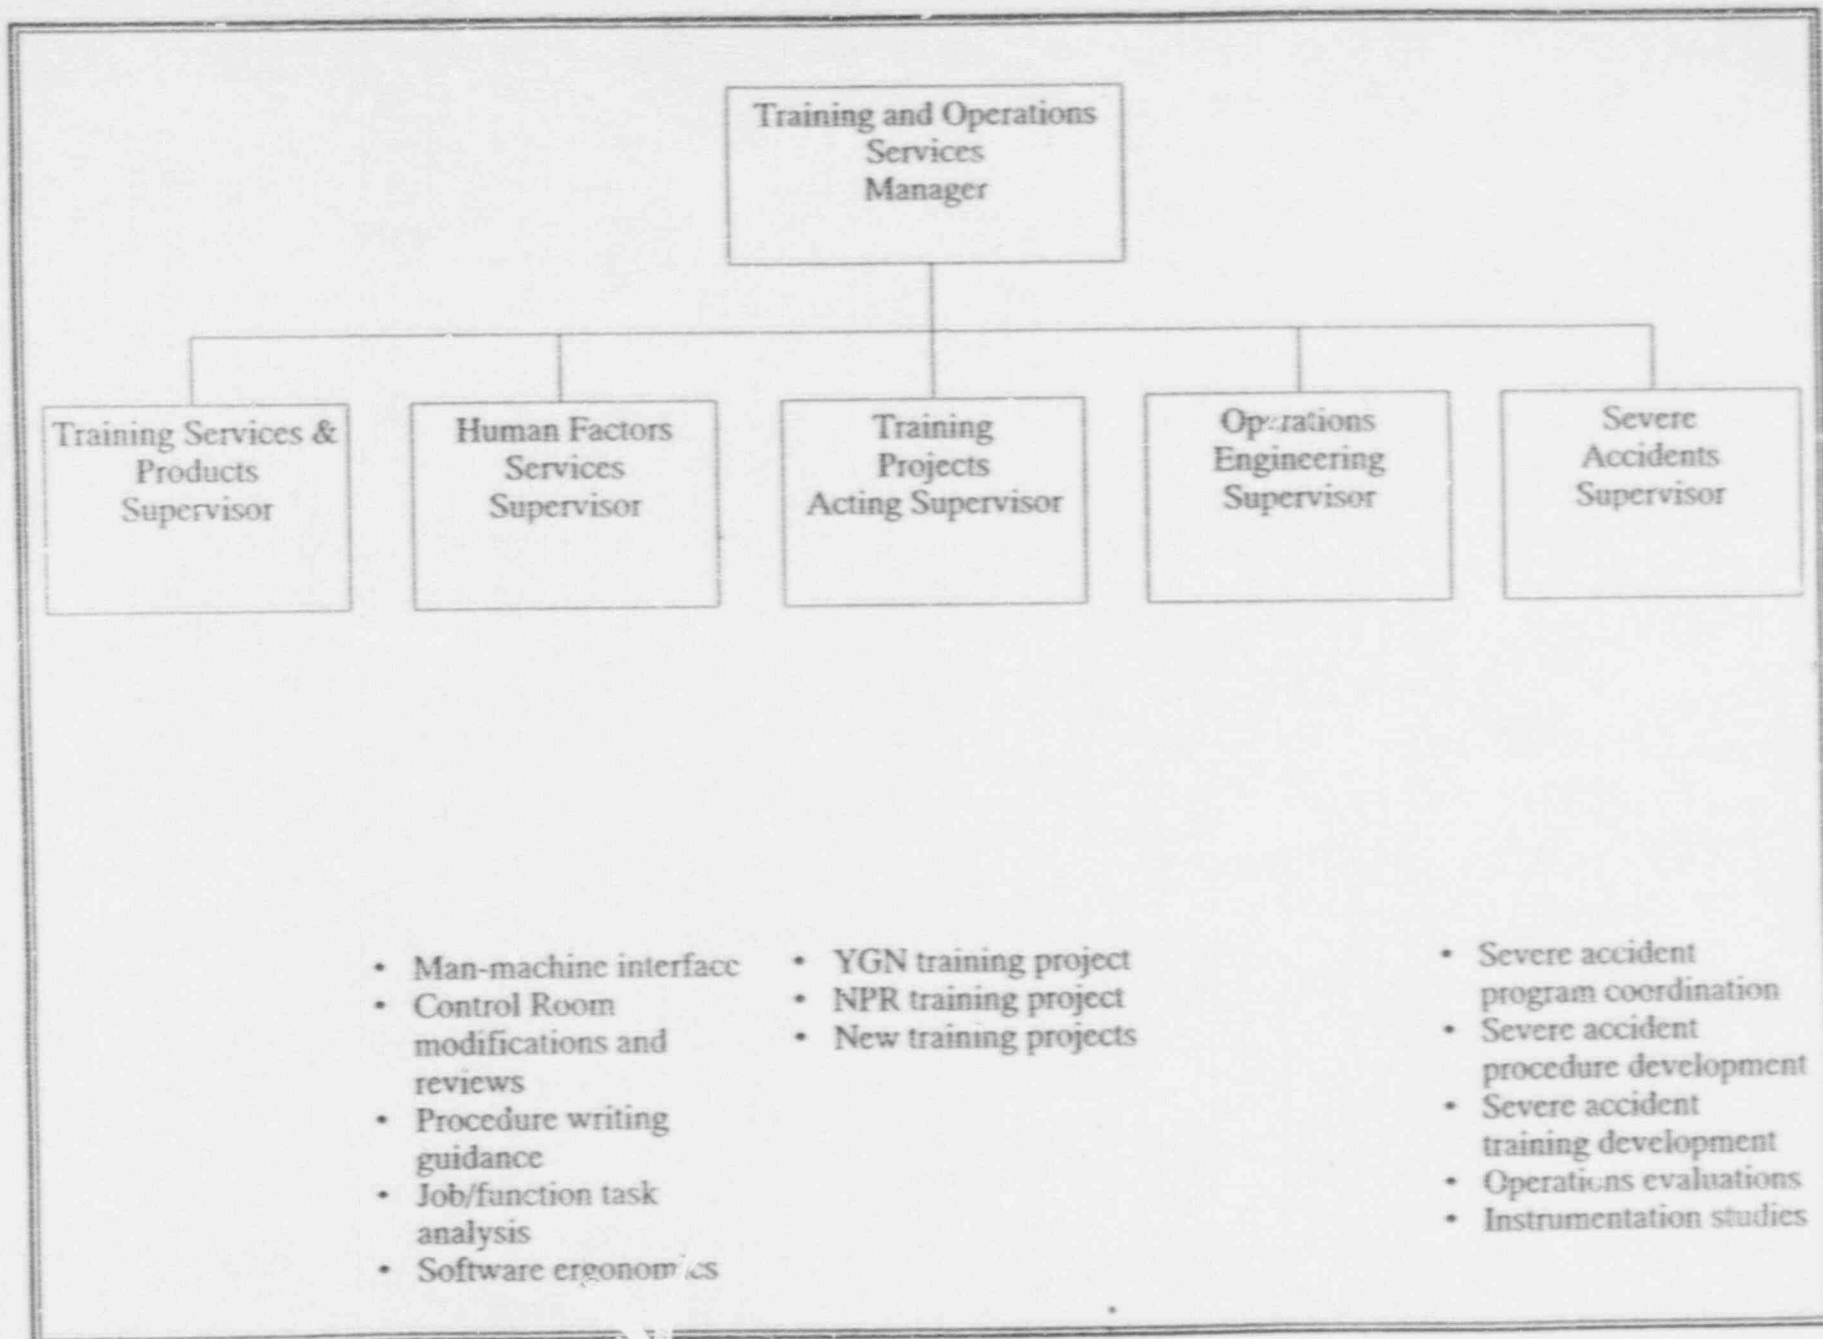 Training and Operations
Services
Manager
Training Services &
Products
Supervisor
Human Factors
Services
Supervisor
Training
Projects
Acting Supervisor
Operations
Engineering
Supervisor
Severe
Accidents
Supervisor
• Man-machine interface
• Control Room
modifications and
reviews
• Procedure writing
guidance
• Job/function task
analysis
• Software ergonomics
• YGN training project
• NPR training project
• New training projects
• Severe accident
program coordination
• Severe accident
procedure development
• Severe accident
training development
• Operations evaluations
• Instrumentation studies